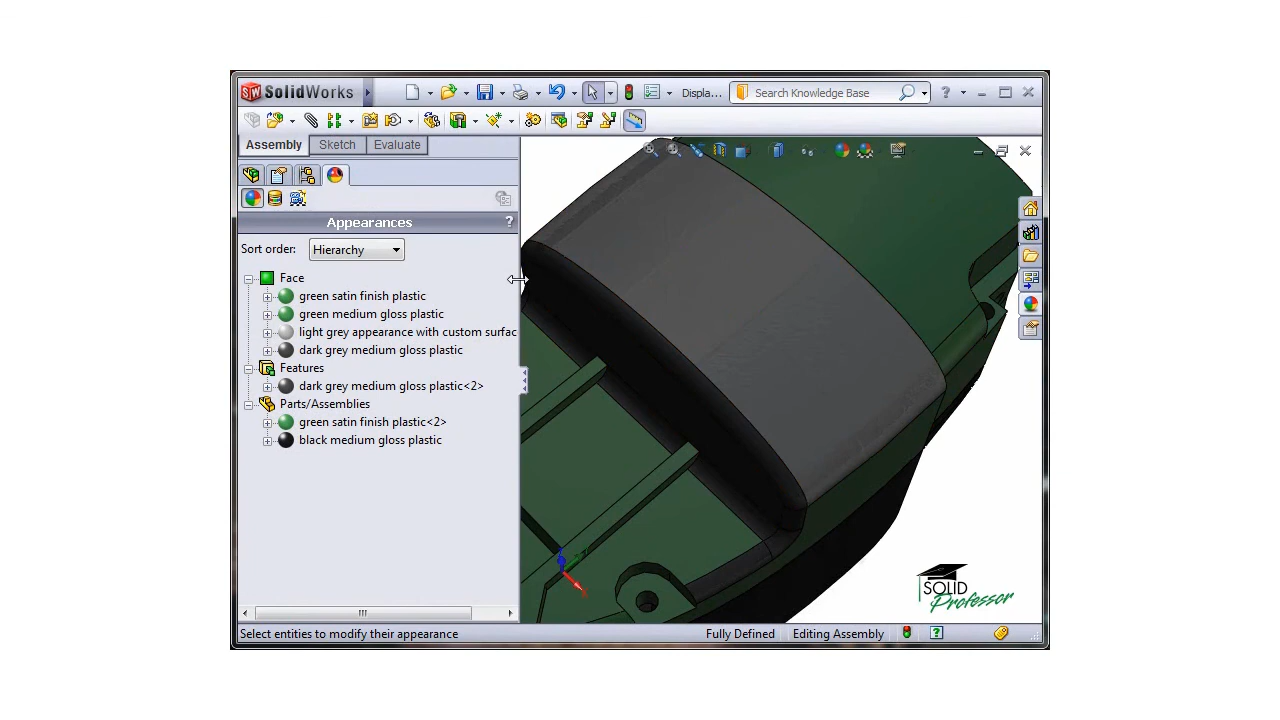 SW SolidWorks Displa... Search Knowledge Base ?
Assembly Sketch Evaluate
Appearances ?
Sort order: Hierarchy
Face
green satin finish plastic
green medium gloss plastic
light grey appearance with custom surfac
dark grey medium gloss plastic
Features
dark grey medium gloss plastic<2>
Parts/Assemblies
green satin finish plastic<2>
black medium gloss plastic
SOLID
Professor
Select entities to modify their appearance Fully Defined Editing Assembly ?